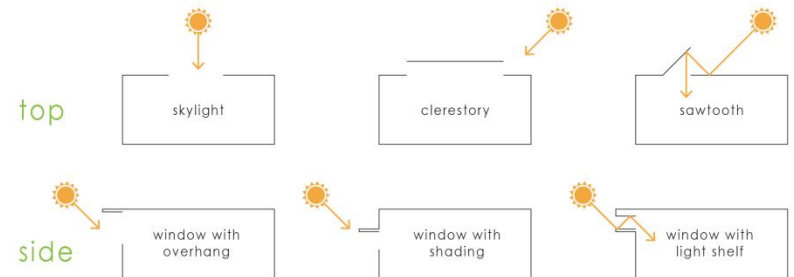 top
skylight
clerestory
sawtooth
side
window with
overhang
window with
shading
window with
light shelf